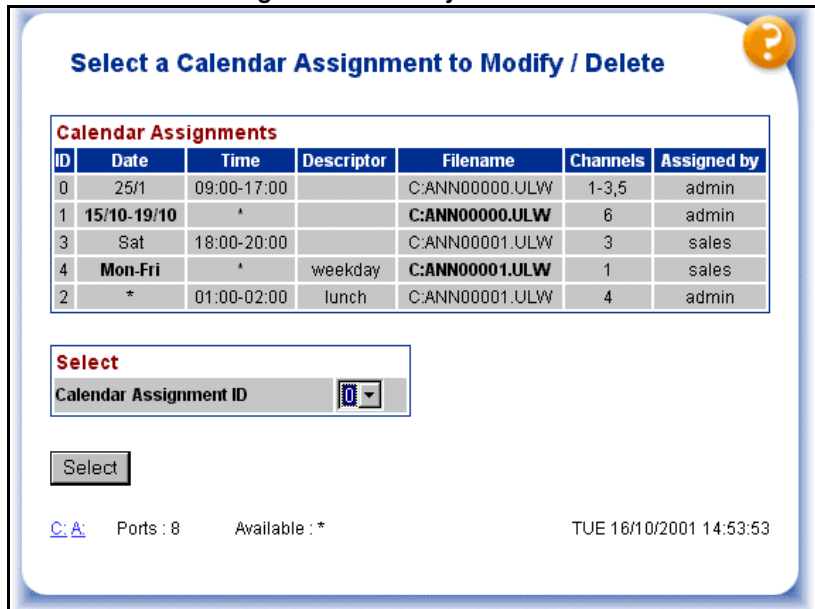 ?
Select a Calendar Assignment to Modify / Delete
Calendar Assignments
ID Date Time Descriptor Filename Channels Assigned by
0 25/1 09:00-17:00 C:ANN00000.ULW 1-3,5 admin
1 15/10-19/10 * C:ANN00000.ULW 6 admin
3 Sat 18:00-20:00 C:ANN00001.ULW 3 sales
4 Mon-Fri * weekday C:ANN00001.ULW 1 sales
2 * 01:00-02:00 lunch C:ANN00001.ULW 4 admin
Select
Calendar Assignment ID 0
Select
C: A: Ports : 8 Available : * TUE 16/10/2001 14:53:53